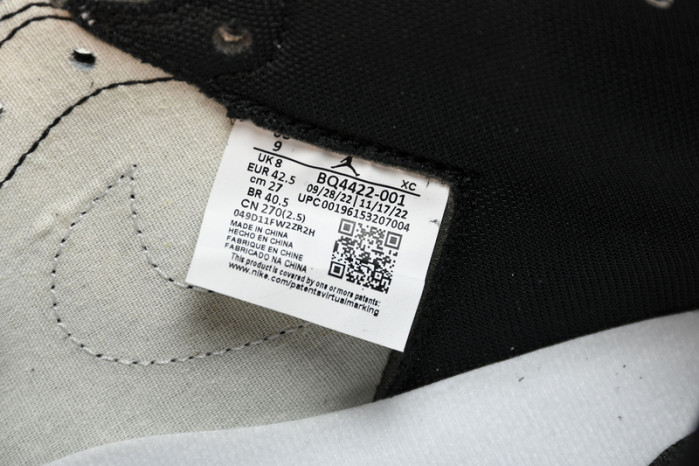 US
9
UK 8
EUR 42.5
cm 27
BR 40.5
CN 270(2.5)
XC
BQ4422-001
09/28/22 11/17/22
UPC00196153207004
049D11FW2ZR2H
MADE IN CHINA
HECHO EN CHINA
FABRIQUE EN CHINE
FABRICADO NA CHINA
This product is covered by one or more patents:
www.nike.com/patentsvirtualmarking